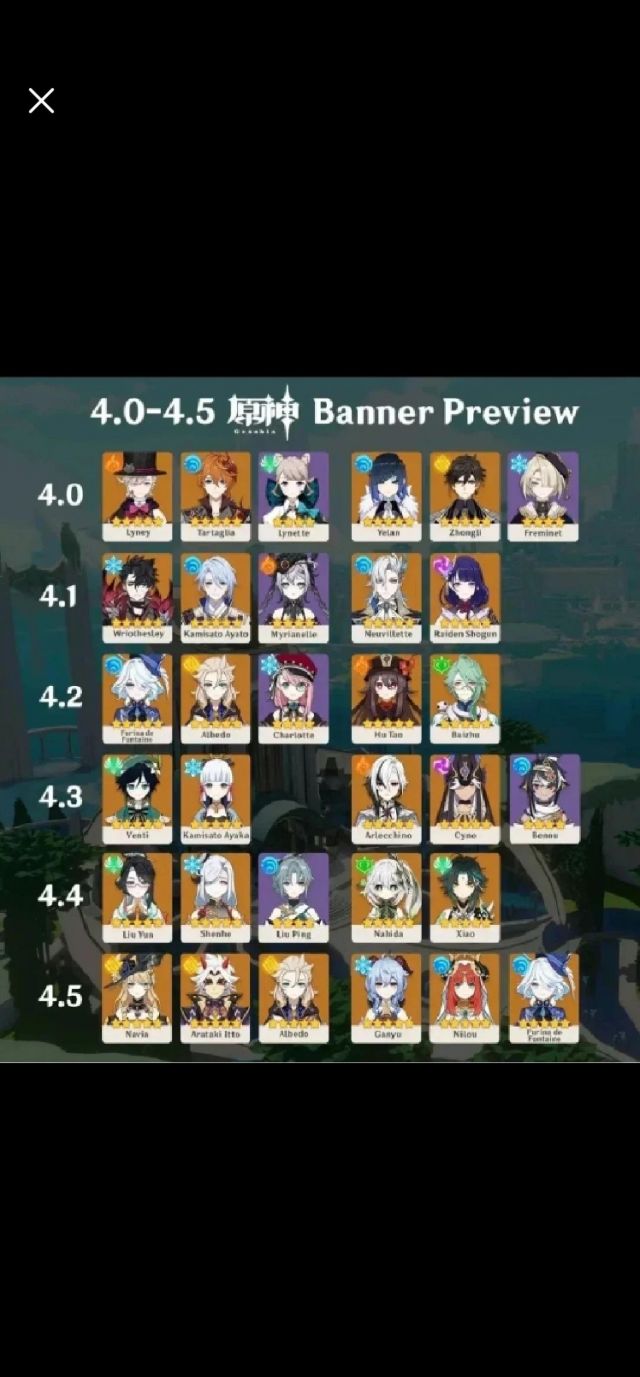 4.0-4.5 原神 Banner Preview
Genshin
4.0
Lyney Tartaglia Lynette Yelan Zhongli Freminet
4.1
Wriothesley Kamisato Ayato Myrianelle Neuvillette Raiden Shogun
4.2
Furina de Fontaine Albedo Charlotte Hu Tao Baizhu
4.3
Venti Kamisato Ayaka Arlecchino Cyno Bennu
4.4
Liu Yun Shenhe Liu Ping Nahida Xiao
4.5
Navia Arataki Itto Albedo Ganyu Nilou Furina de Fontaine